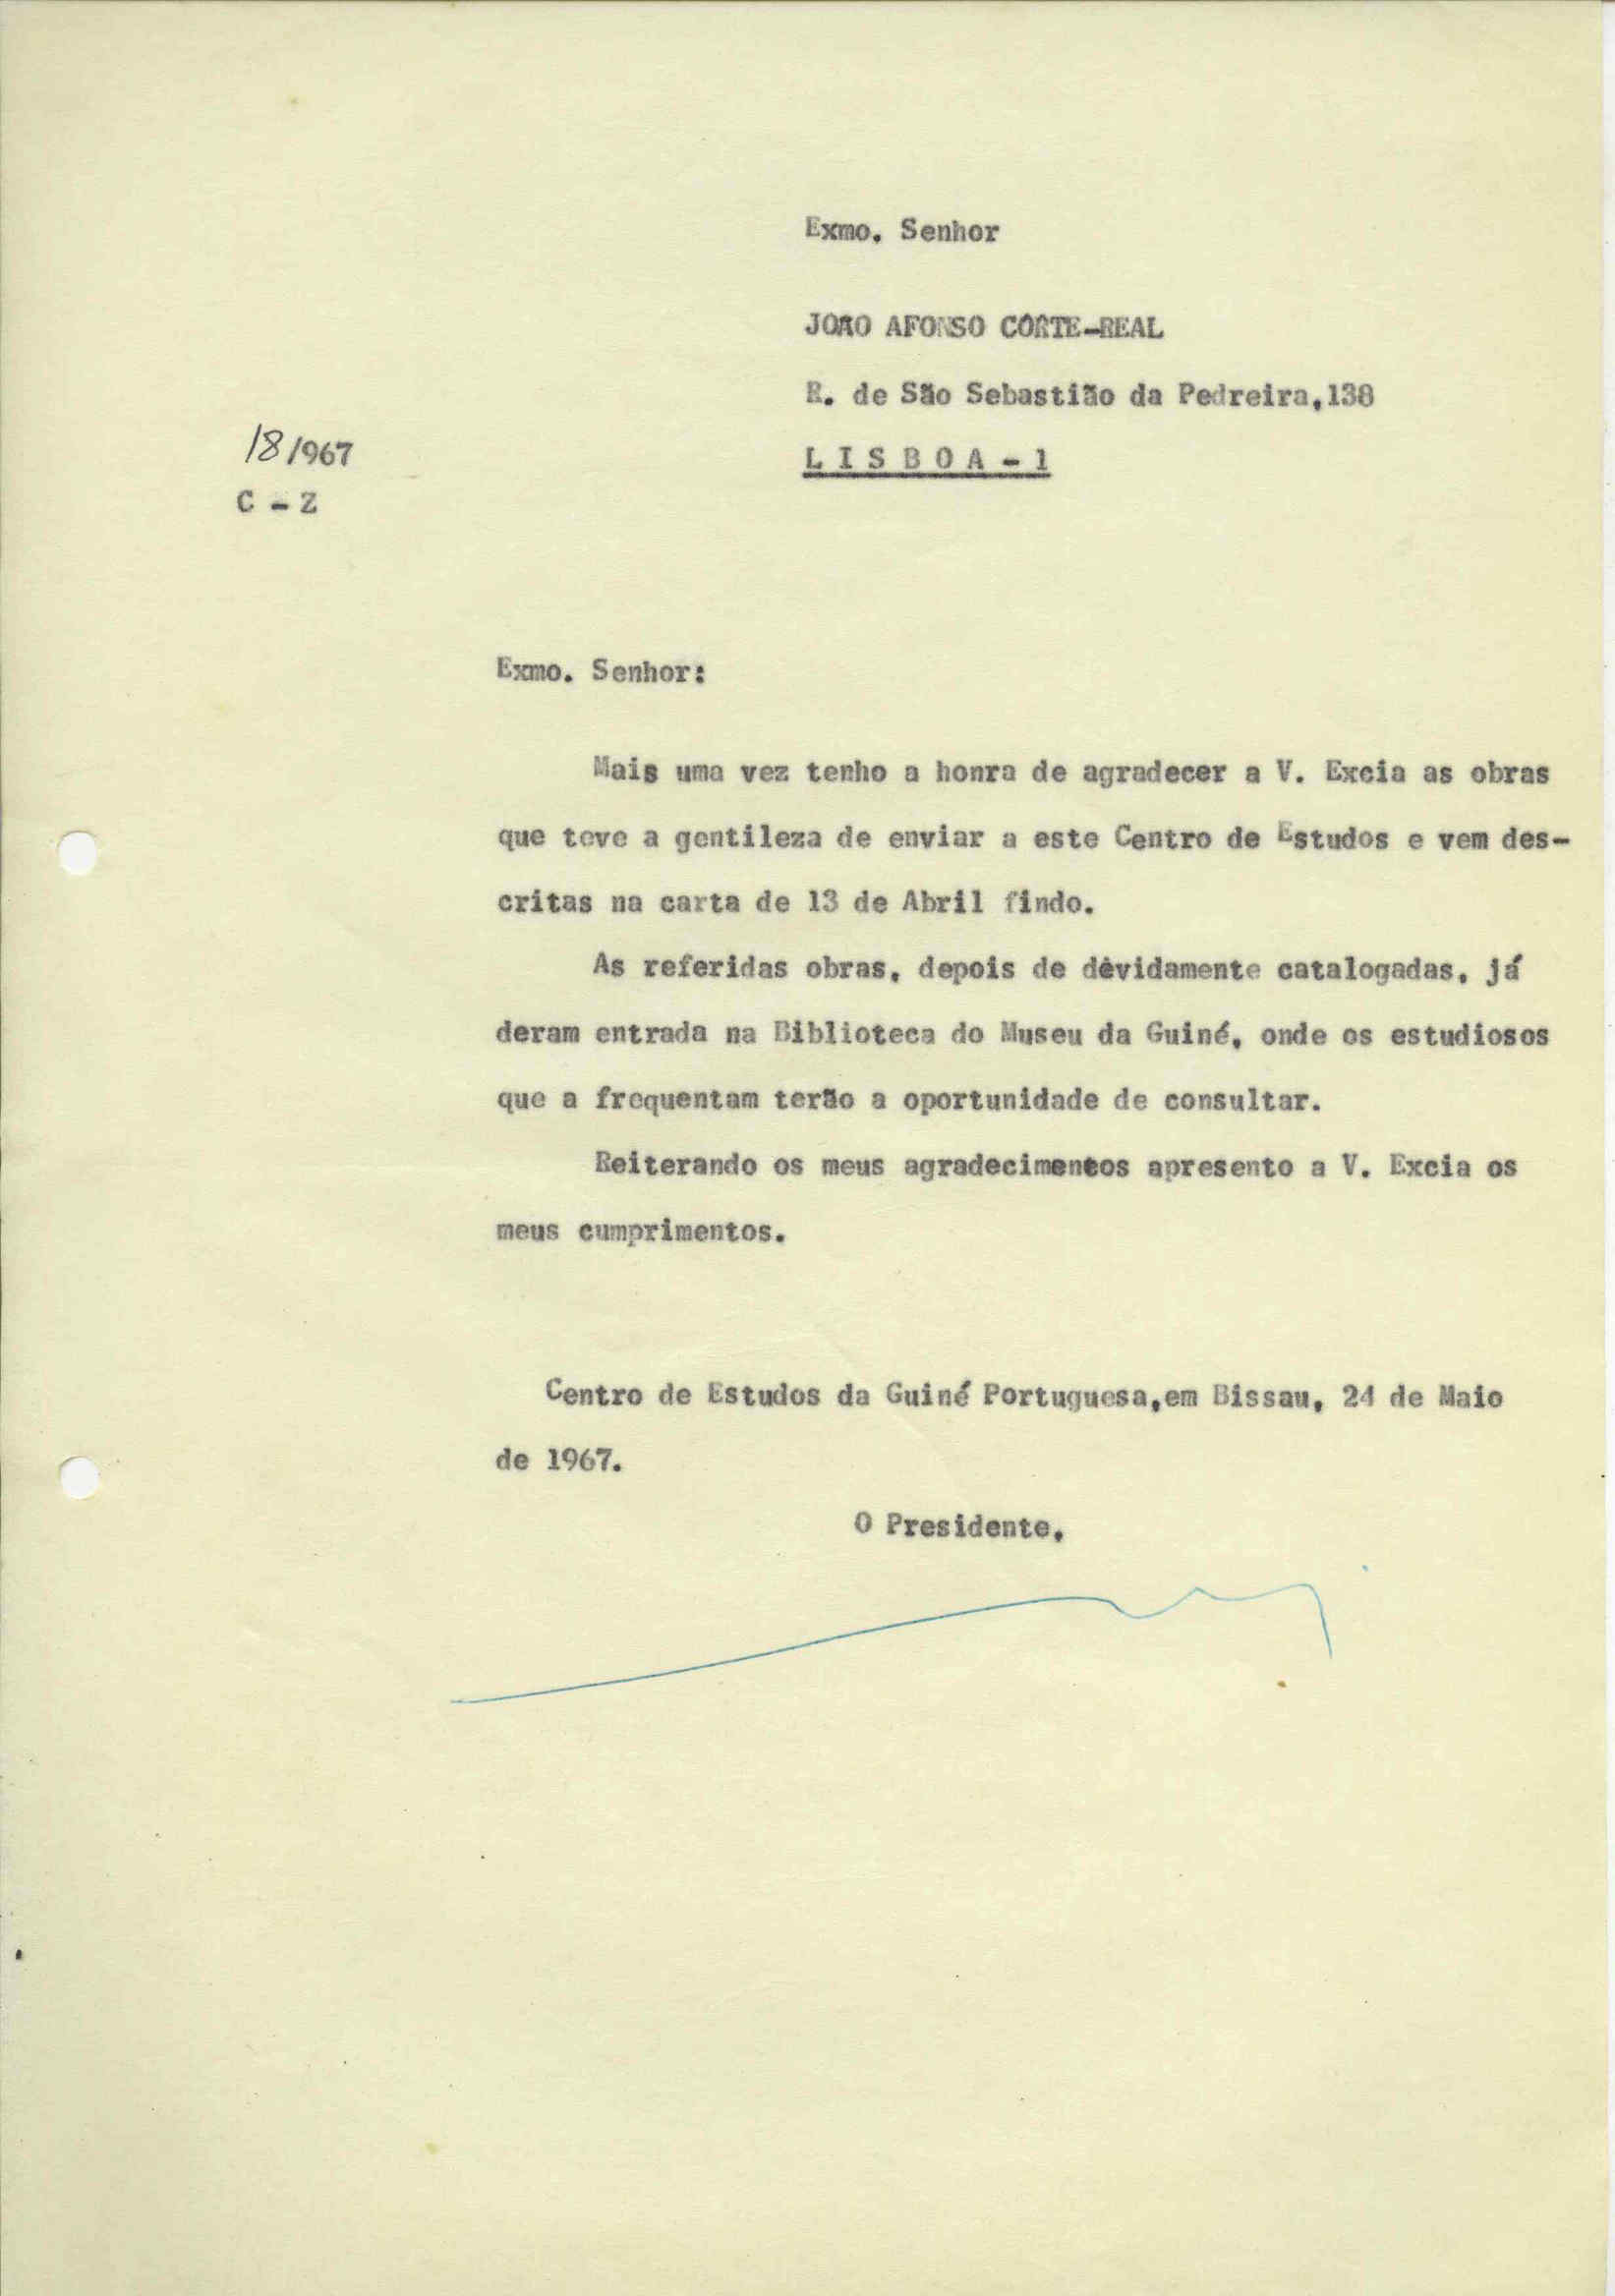 Exmo. Senhor
JOÃO AFONSO CÔRTE-REAL
R. de São Sebastião da Pedreira,138
18/967
L I S B O A - 1
C - Z
Exmo. Senhor:
Mais uma vez tenho a honra de agradecer a V. Excia as obras
que teve a gentileza de enviar a este Centro de Estudos e vem des-
critas na carta de 13 de Abril findo.
As referidas obras, depois de dèvidamente catalogadas, já
deram entrada na Biblioteca do Museu da Guiné, onde os estudiosos
que a frequentam terão a oportunidade de consultar.
Reiterando os meus agradecimentos apresento a V. Excia os
meus cumprimentos.
Centro de Estudos da Guiné Portuguesa,em Bissau, 24 de Maio
de 1967.
O Presidente,